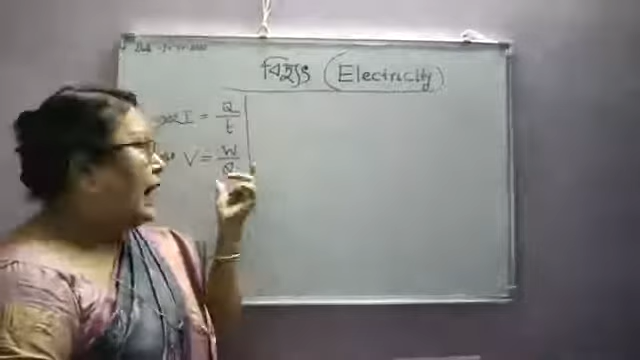 বিদ্যুৎ (Electricity)
I = Q/t
V = W/Q